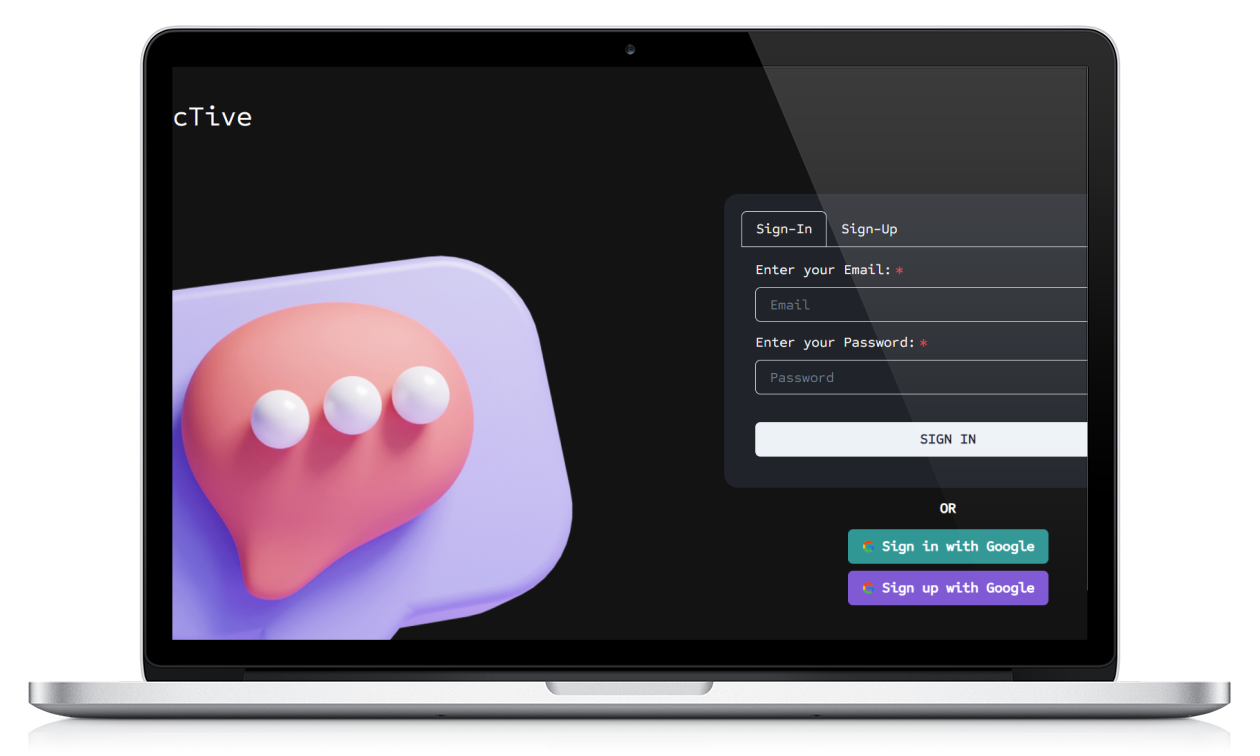 cTive
Sign-In Sign-Up
Enter your Email: *
Email
Enter your Password: *
Password
SIGN IN
OR
Sign in with Google
Sign up with Google